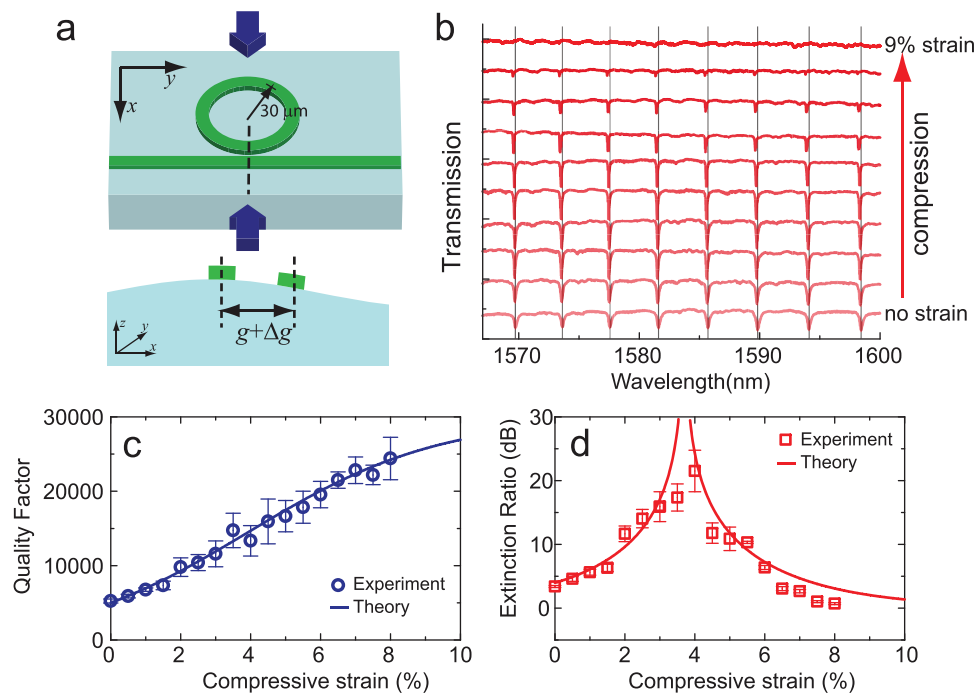 a
y
x
30 μm
g+Δg
z
y
x
b
9% strain
compression
no strain
Transmission
1570
1580
1590
1600
Wavelength(nm)
c
30000
20000
10000
0
Quality Factor
Experiment
Theory
0 2 4 6 8 10
Compressive strain (%)
d
30
20
10
0
Extinction Ratio (dB)
Experiment
Theory
0 2 4 6 8 10
Compressive strain (%)